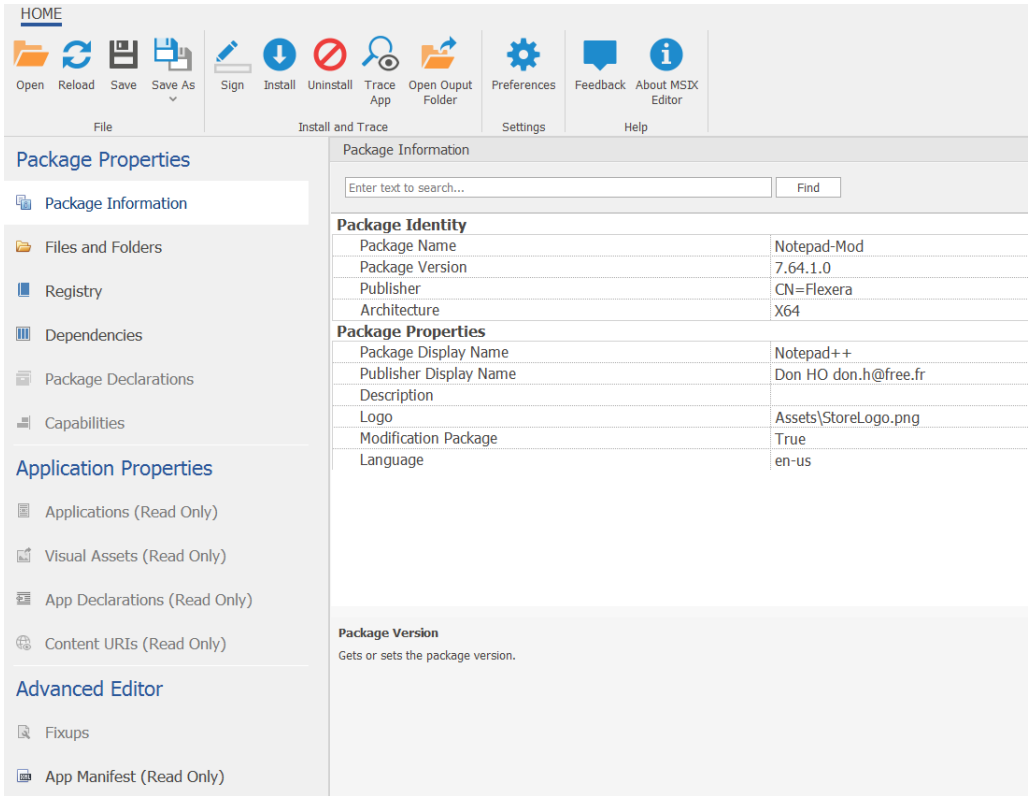 HOME
Open Reload Save Save As Sign Install Uninstall Trace App Open Ouput Folder Preferences Feedback About MSIX Editor
File Install and Trace Settings Help
Package Properties
Package Information
Files and Folders
Registry
Dependencies
Package Declarations
Capabilities
Application Properties
Applications (Read Only)
Visual Assets (Read Only)
App Declarations (Read Only)
Content URIs (Read Only)
Advanced Editor
Fixups
App Manifest (Read Only)
Package Information
Enter text to search... Find
Package Identity
Package Name Notepad-Mod
Package Version 7.64.1.0
Publisher CN=Flexera
Architecture X64
Package Properties
Package Display Name Notepad++
Publisher Display Name Don HO don.h@free.fr
Description
Logo Assets\StoreLogo.png
Modification Package True
Language en-us
Package Version
Gets or sets the package version.